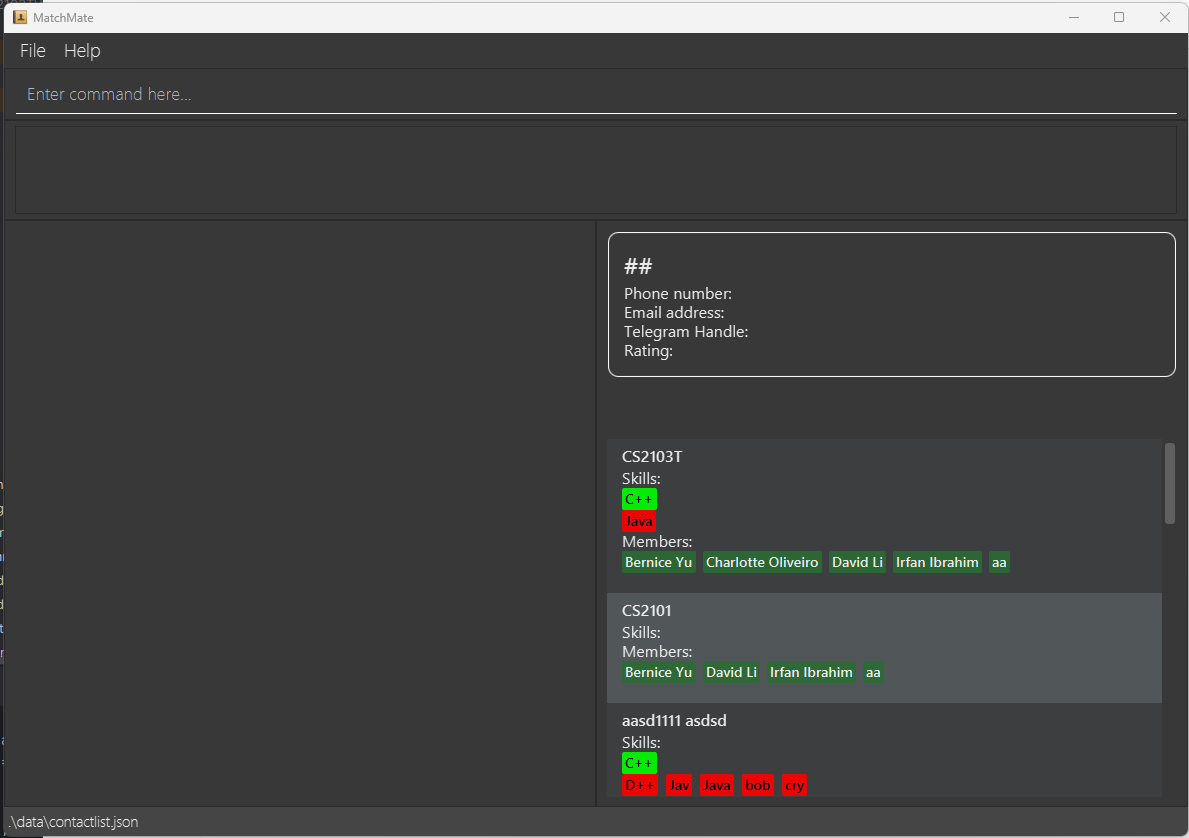 MatchMate
File Help
Enter command here...
##
Phone number:
Email address:
Telegram Handle:
Rating:
CS2103T
Skills:
C++
Java
Members:
Bernice Yu Charlotte Oliveiro David Li Irfan Ibrahim aa
CS2101
Skills:
Members:
Bernice Yu David Li Irfan Ibrahim aa
aasd1111 asdsd
Skills:
C++
D++ Jav Java bob cry
.\data\contactlist.json